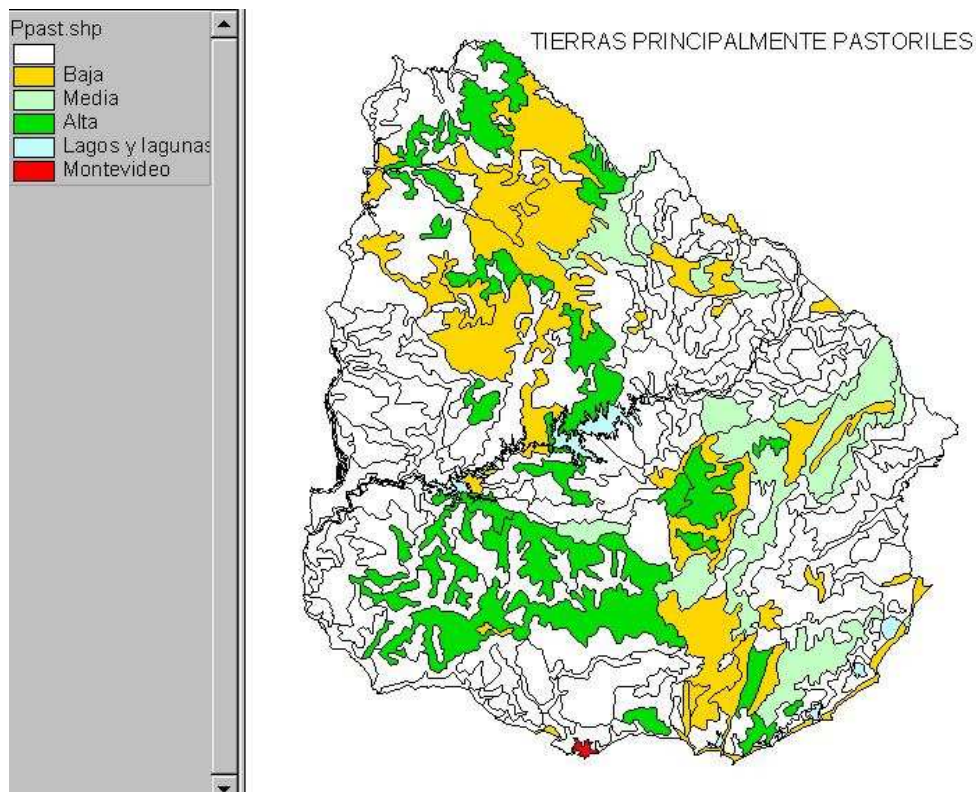 Ppast.shp
Baja
Media
Alta
Lagos y lagunas
Montevideo
TIERRAS PRINCIPALMENTE PASTORILES